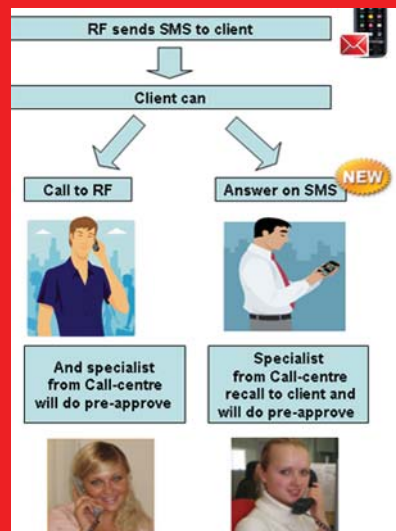 RF sends SMS to client
Client can
Call to RF
Answer on SMS
NEW
And specialist
from Call-centre
will do pre-approve
Specialist
from Call-centre
recall to client and
will do pre-approve